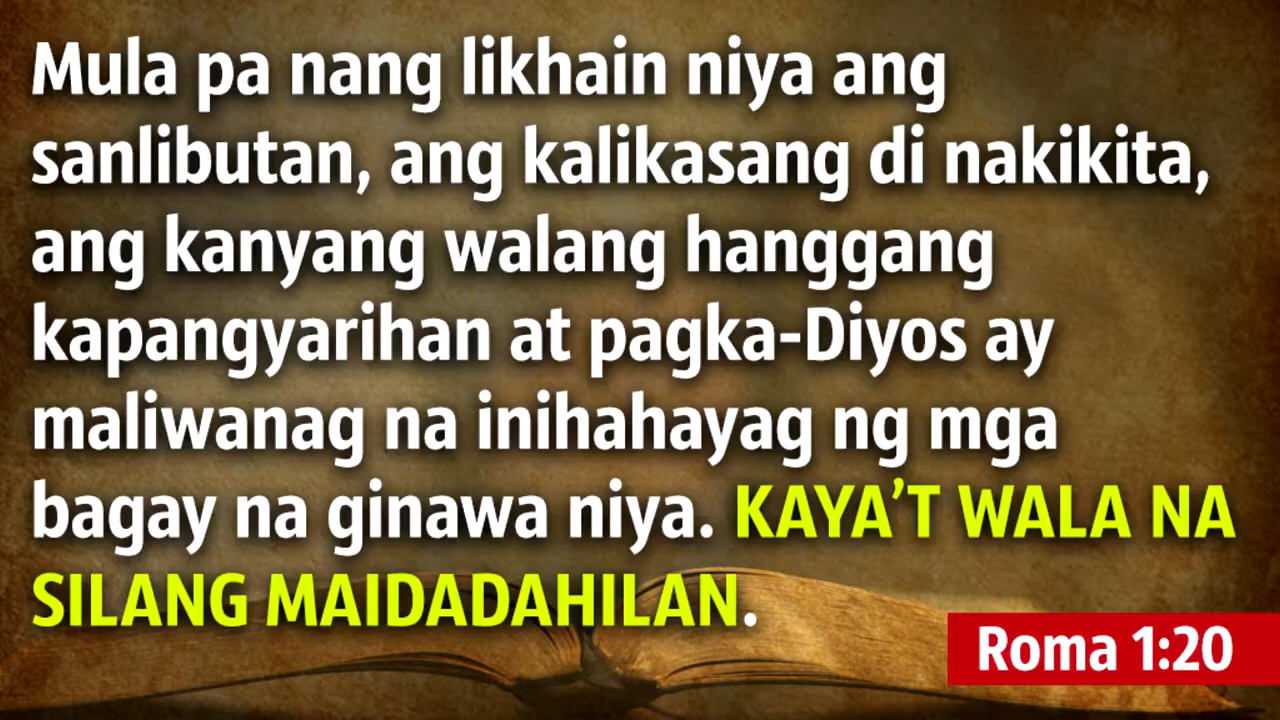 Mula pa nang likhain niya ang
sanlibutan, ang kalikasang di nakikita,
ang kanyang walang hanggang
kapangyarihan at pagka-Diyos ay
maliwanag na inihahayag ng mga
bagay na ginawa niya. KAYA’T WALA NA
SILANG MAIDADAHILAN.
Roma 1:20